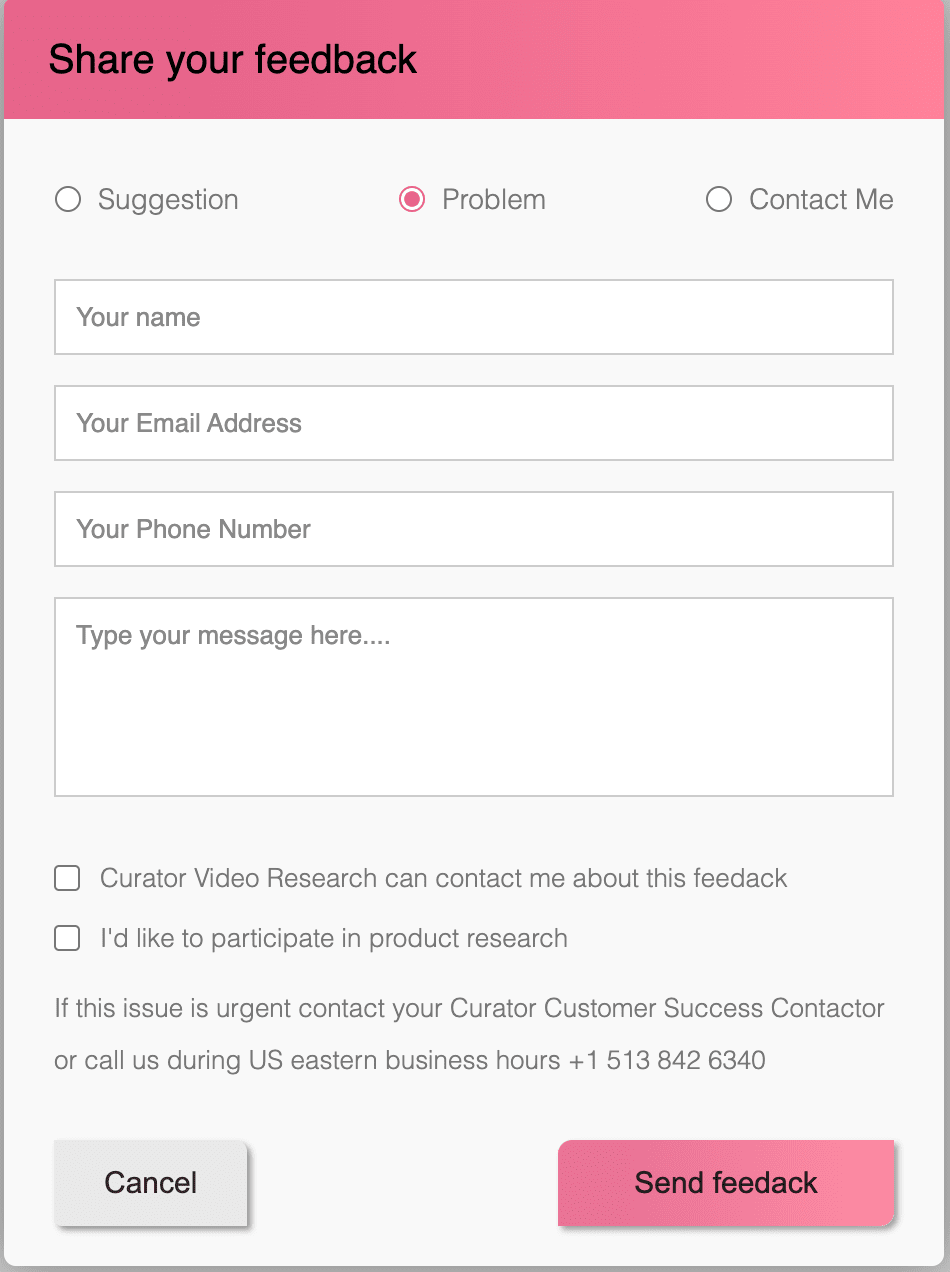 Share your feedback
Suggestion Problem Contact Me
Your name
Your Email Address
Your Phone Number
Type your message here....
Curator Video Research can contact me about this feedack
I'd like to participate in product research
If this issue is urgent contact your Curator Customer Success Contactor
or call us during US eastern business hours +1 513 842 6340
Cancel Send feedack